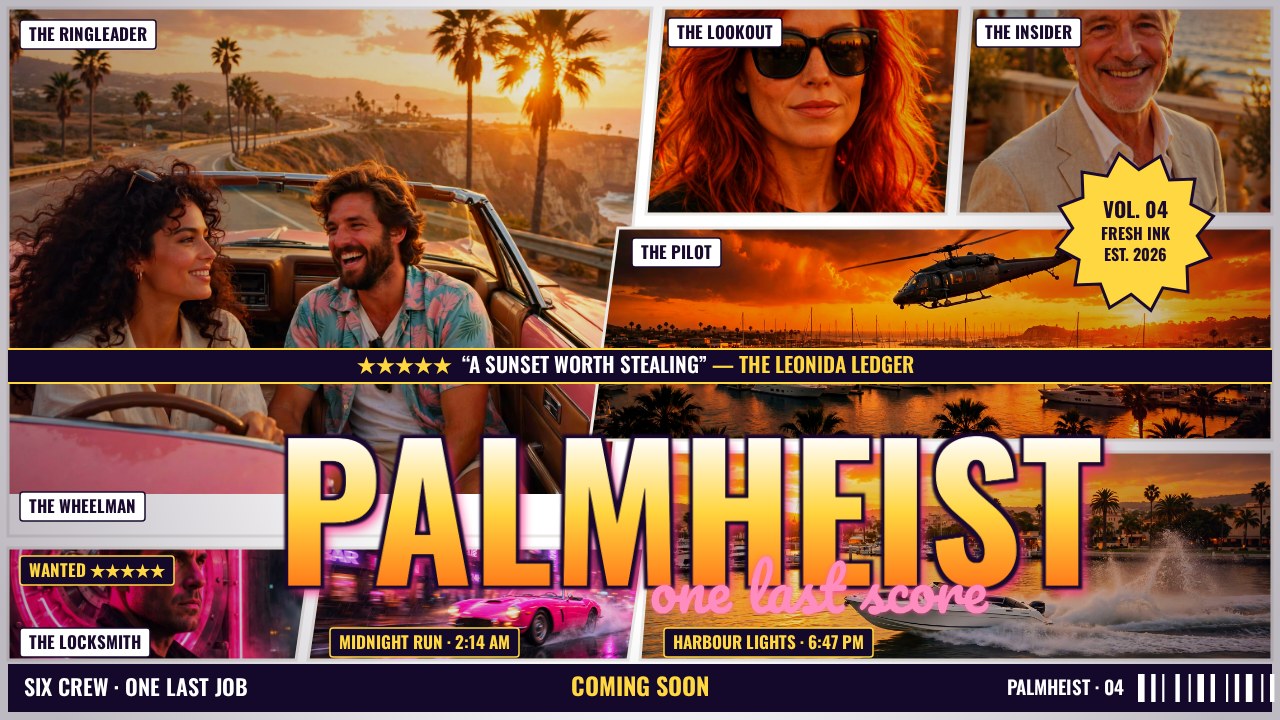 THE RINGLEADER
THE LOOKOUT
THE INSIDER
VOL. 04
FRESH INK
EST. 2026
THE PILOT
★★★★★ “A SUNSET WORTH STEALING” — THE LEONIDA LEDGER
PALMHEIST
one last score
THE WHEELMAN
WANTED ★★★★★
THE LOCKSMITH
MIDNIGHT RUN · 2:14 AM
HARBOUR LIGHTS · 6:47 PM
SIX CREW · ONE LAST JOB
COMING SOON
PALMHEIST · 04